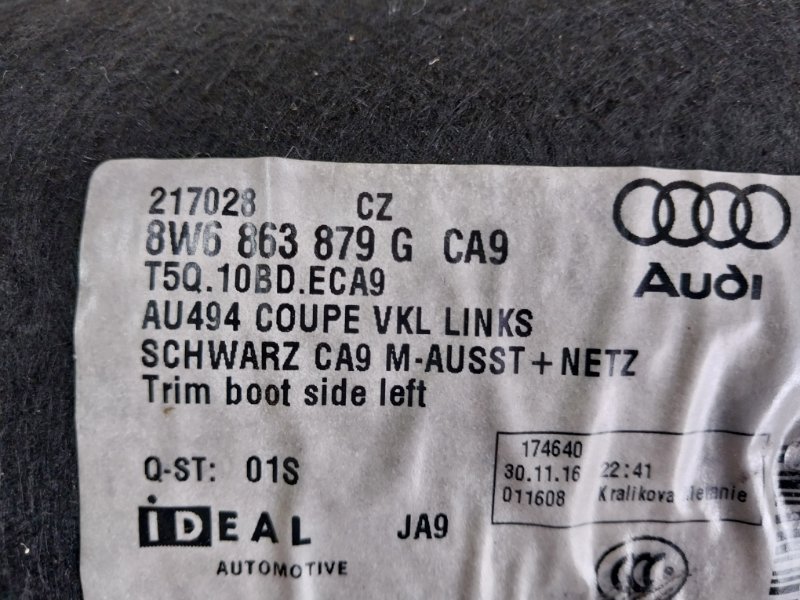 217028 CZ
8W6 863 879 G CA9
Audi
T5Q.10BD.ECA9
AU494 COUPE VKL LINKS
SCHWARZ CA9 M-AUSST+NETZ
Trim boot side left
Q-ST: 01S
174640
30.11.16 22:41
011608 Kralikova
iDEAL
AUTOMOTIVE
JA9
CCC